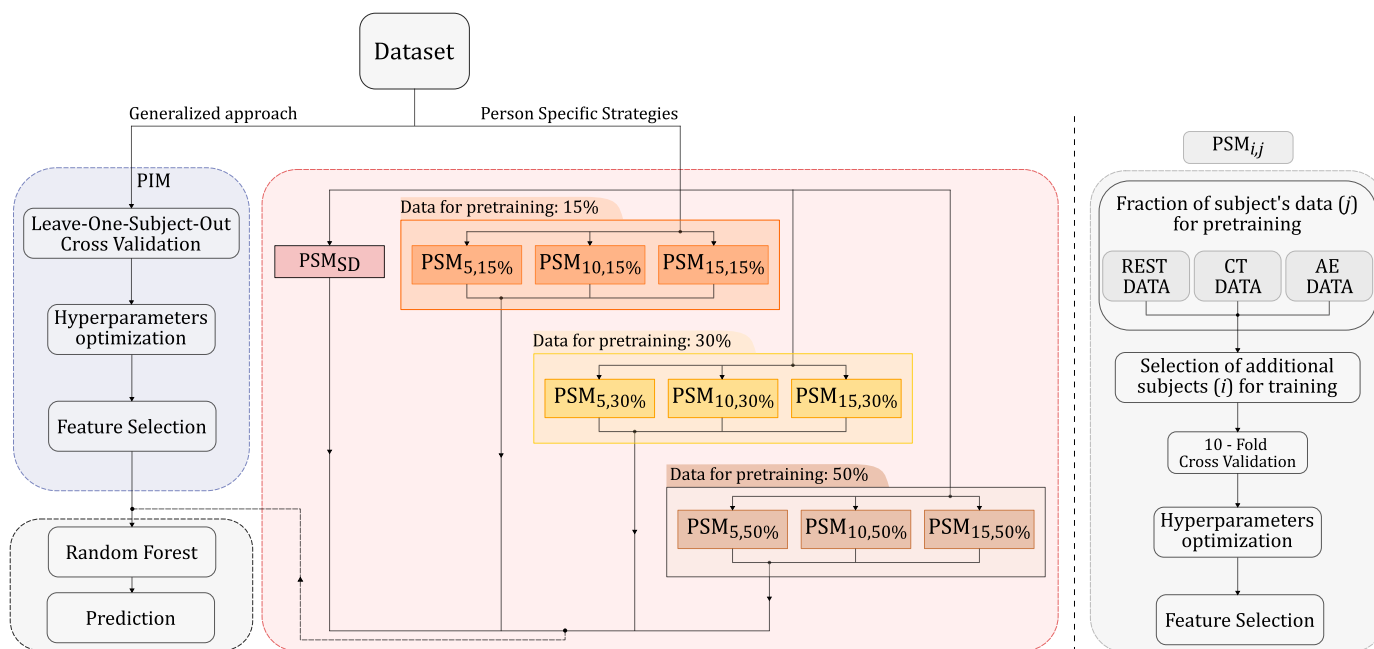 Dataset
Generalized approach
Person Specific Strategies
PIM
Leave-One-Subject-Out
Cross Validation
Hyperparameters
optimization
Feature Selection
Random Forest
Prediction
PSM_SD
Data for pretraining: 15%
PSM_5,15%
PSM_10,15%
PSM_15,15%
Data for pretraining: 30%
PSM_5,30%
PSM_10,30%
PSM_15,30%
Data for pretraining: 50%
PSM_5,50%
PSM_10,50%
PSM_15,50%
PSM_i,j
Fraction of subject's data (j)
for pretraining
REST
DATA
CT
DATA
AE
DATA
Selection of additional
subjects (i) for training
10 - Fold
Cross Validation
Hyperparameters
optimization
Feature Selection